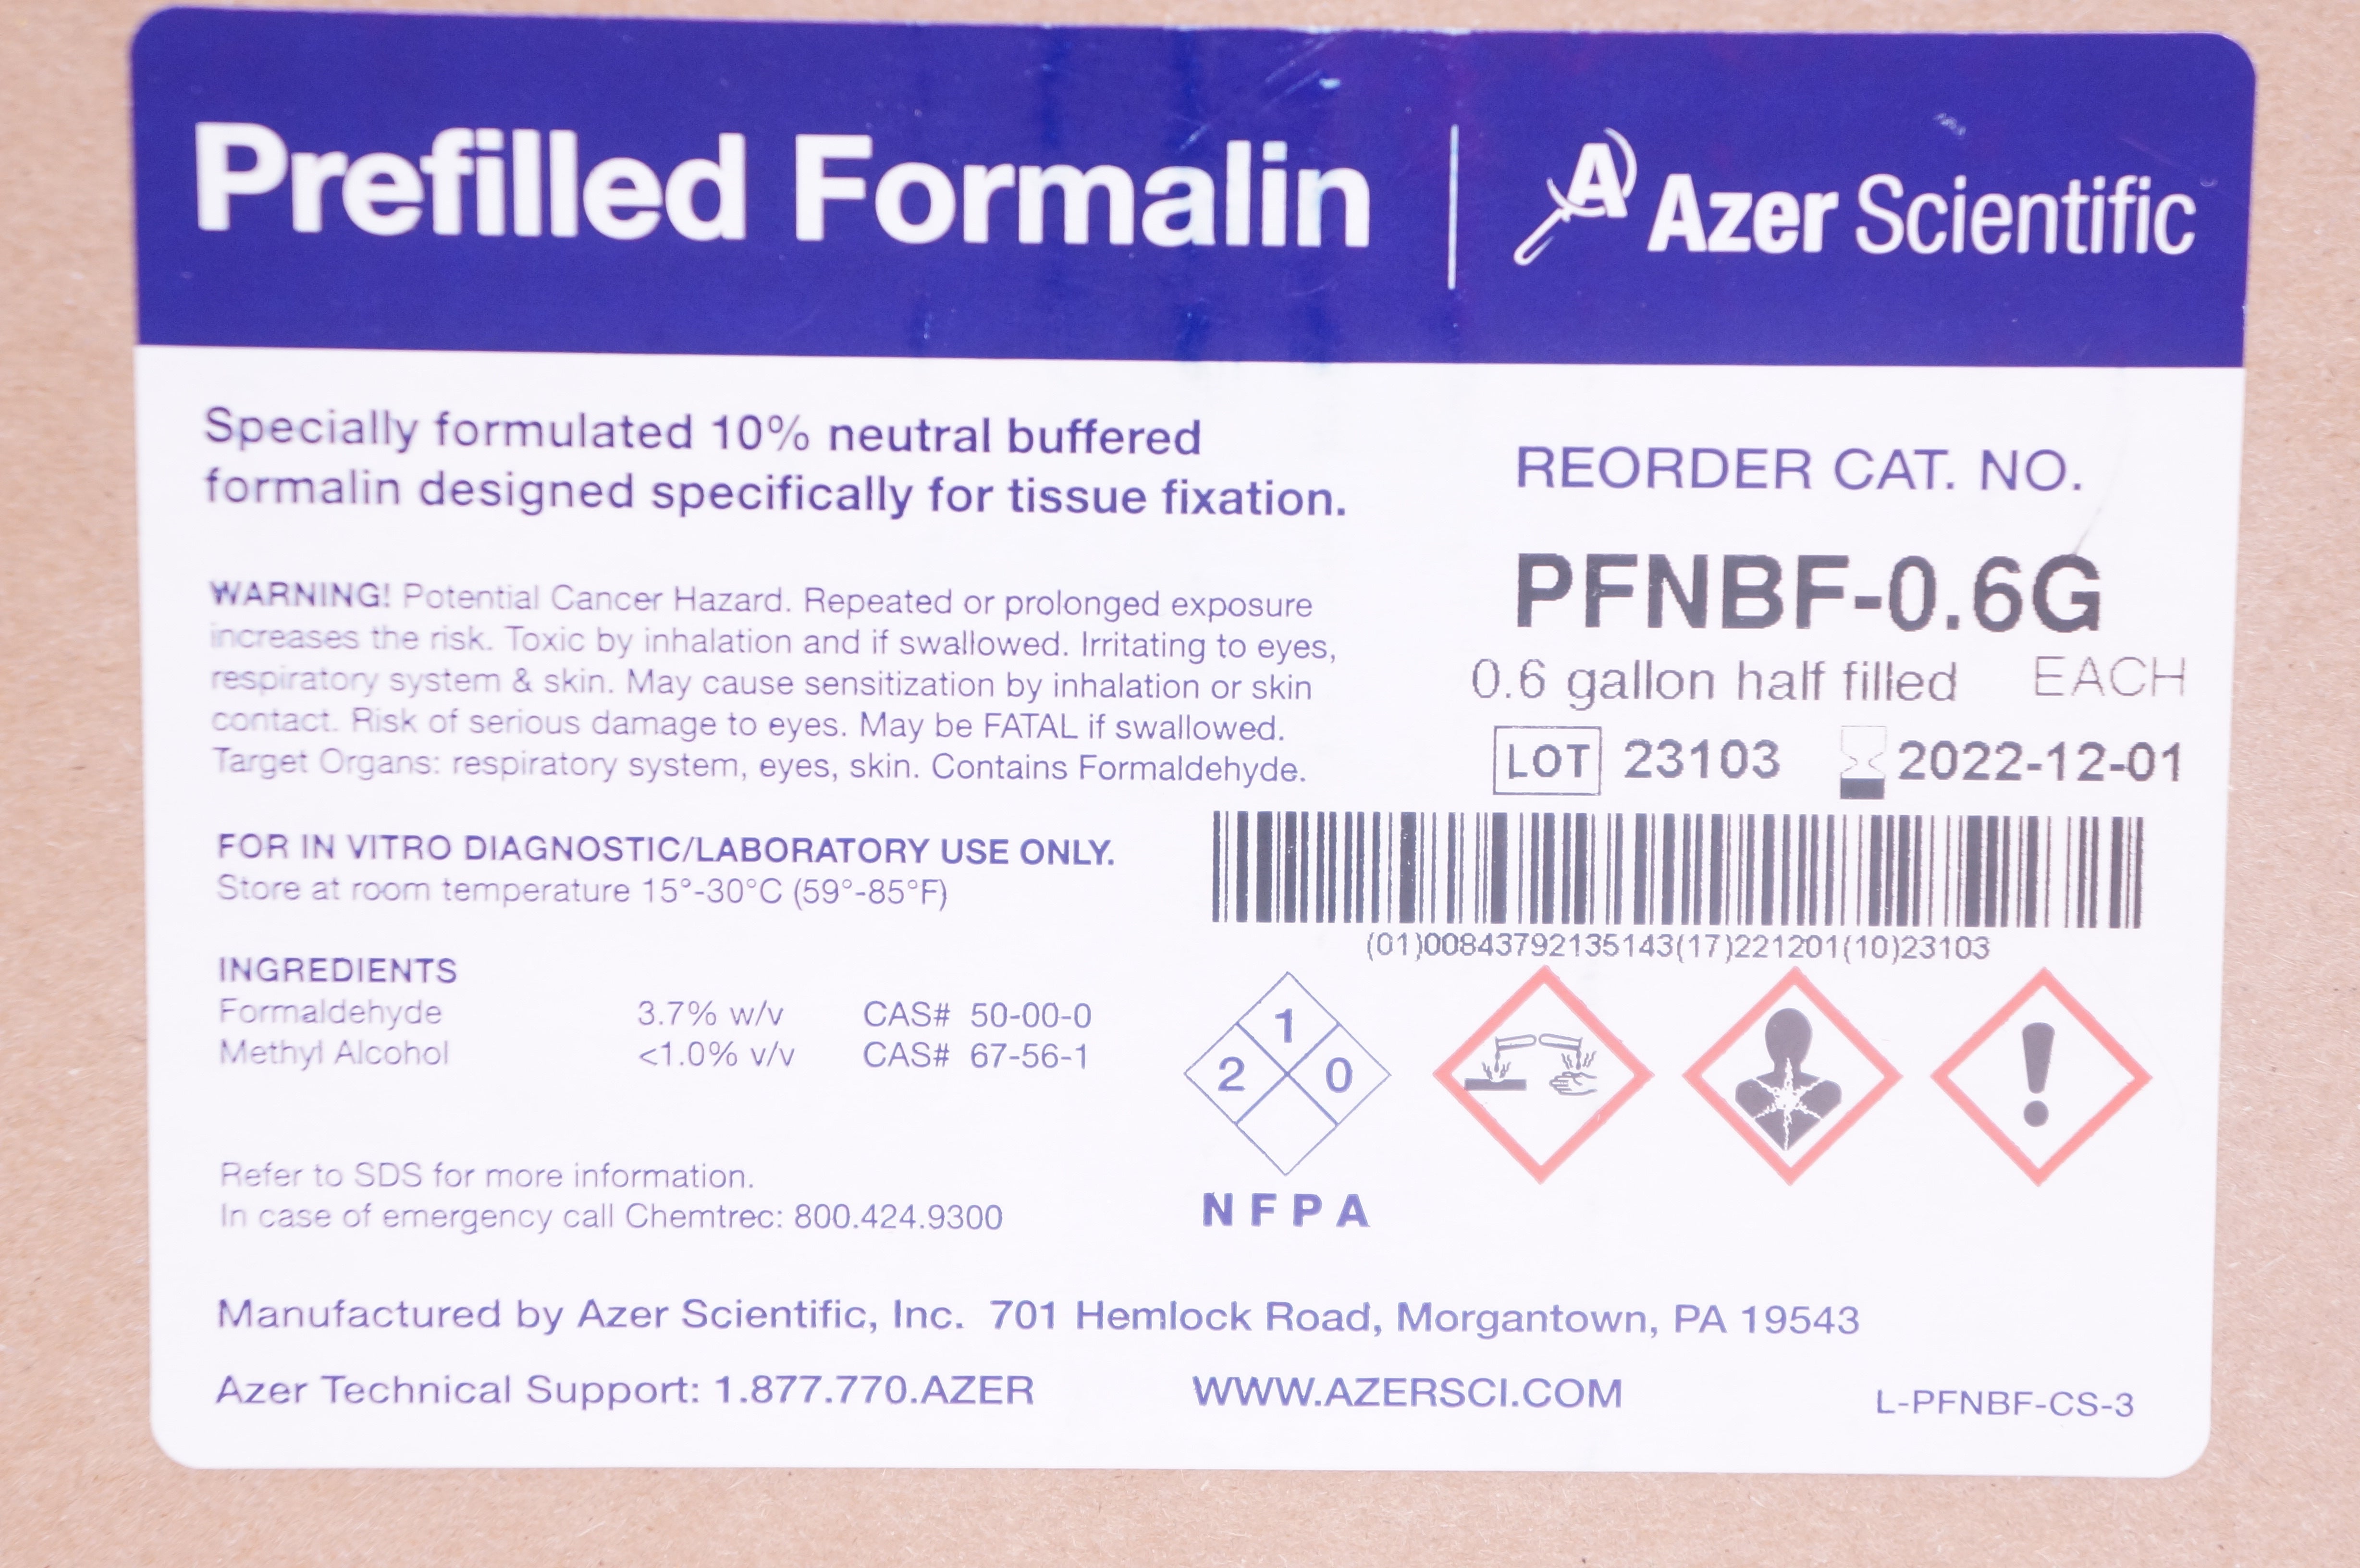 Prefilled Formalin
A Azer Scientific
Specially formulated 10% neutral buffered
formalin designed specifically for tissue fixation.
WARNING! Potential Cancer Hazard. Repeated or prolonged exposure
increases the risk. Toxic by inhalation and if swallowed. Irritating to eyes,
respiratory system & skin. May cause sensitization by inhalation or skin
contact. Risk of serious damage to eyes. May be FATAL if swallowed.
Target Organs: respiratory system, eyes, skin. Contains Formaldehyde.
FOR IN VITRO DIAGNOSTIC/LABORATORY USE ONLY.
Store at room temperature 15°-30°C (59°-85°F)
INGREDIENTS
Formaldehyde 3.7% w/v CAS# 50-00-0
Methyl Alcohol <1.0% v/v CAS# 67-56-1
Refer to SDS for more information.
In case of emergency call Chemtrec: 800.424.9300
REORDER CAT. NO.
PFNBF-0.6G
0.6 gallon half filled EACH
LOT 23103 2022-12-01
(01)00843792135143(17)221201(10)23103
1
2 0
NFPA
Manufactured by Azer Scientific, Inc. 701 Hemlock Road, Morgantown, PA 19543
Azer Technical Support: 1.877.770.AZER WWW.AZERSCI.COM L-PFNBF-CS-3